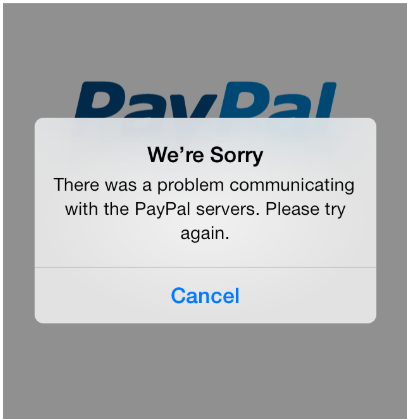 PayPal
We’re Sorry
There was a problem communicating
with the PayPal servers. Please try
again.
Cancel